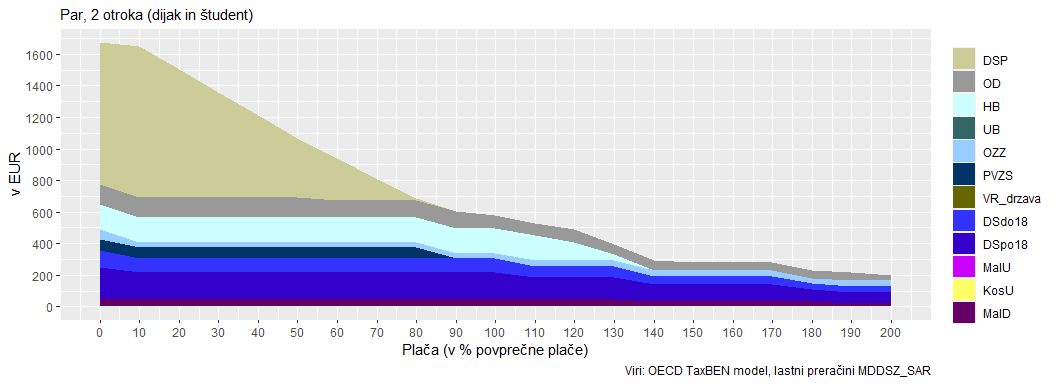 Par, 2 otroka (dijak in študent)
v EUR
1600
1400
1200
1000
800
600
400
200
0
0 10 20 30 40 50 60 70 80 90 100 110 120 130 140 150 160 170 180 190 200
Plača (v % povprečne plače)
DSP
OD
HB
UB
OZZ
PVZS
VR_drzava
DSdo18
DSpo18
MalU
KosU
MalD
Viri: OECD TaxBEN model, lastni preračini MDDSZ_SAR